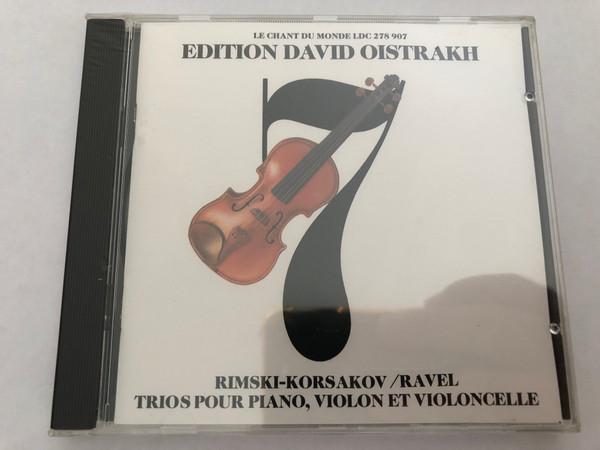 LE CHANT DU MONDE LDC 278 907
EDITION DAVID OISTRAKH
RIMSKI-KORSAKOV /RAVEL
TRIOS POUR PIANO, VIOLON ET VIOLONCELLE